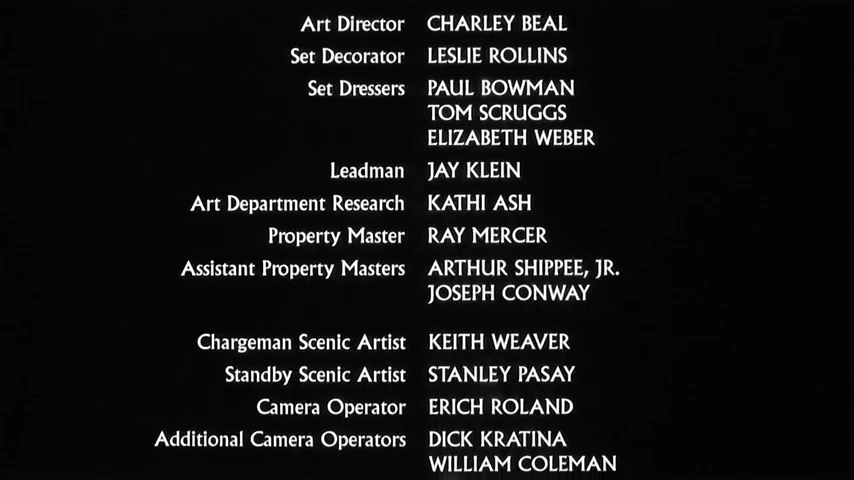 Art Director CHARLEY BEAL
Set Decorator LESLIE ROLLINS
Set Dressers PAUL BOWMAN
TOM SCRUGGS
ELIZABETH WEBER
Leadman JAY KLEIN
Art Department Research KATHI ASH
Property Master RAY MERCER
Assistant Property Masters ARTHUR SHIPPEE, JR.
JOSEPH CONWAY
Chargeman Scenic Artist KEITH WEAVER
Standby Scenic Artist STANLEY PASAY
Camera Operator ERICH ROLAND
Additional Camera Operators DICK KRATINA
WILLIAM COLEMAN